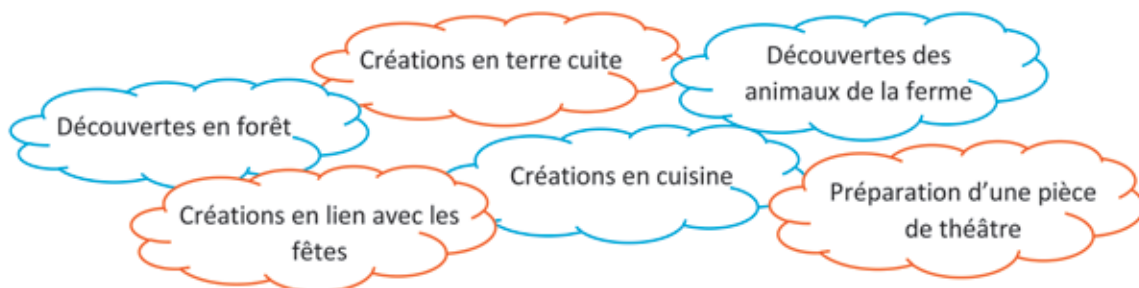 Créations en terre cuite
Découvertes des
animaux de la ferme
Découvertes en forêt
Créations en cuisine
Préparation d'une pièce
de théâtre
Créations en lien avec les
fêtes